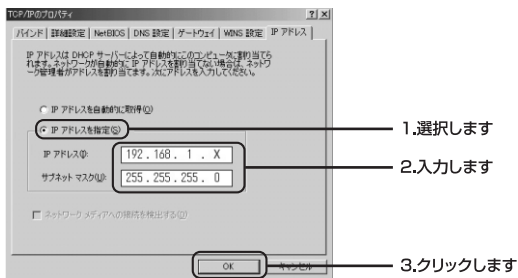 TCP/IPのプロパティ
バインド 詳細設定 NetBIOS DNS 設定 ゲートウェイ WINS 設定 IP アドレス
IP アドレスは DHCP サーバーによって自動的にこのコンピュータに割り当てら
れます。ネットワークが自動的に IP アドレスを割り当てない場合は、ネットワ
ーク管理者がアドレスを割り当てます。次にアドレスを入力してください。
IP アドレスを自動的に取得(O)
IP アドレスを指定(S)
1.選択します
IP アドレス(I):
192.168. 1 . X
2.入力します
サブネット マスク(U):
255.255.255. 0
ネットワーク メディアへの接続を検出する(D)
OK
キャンセル
3.クリックします